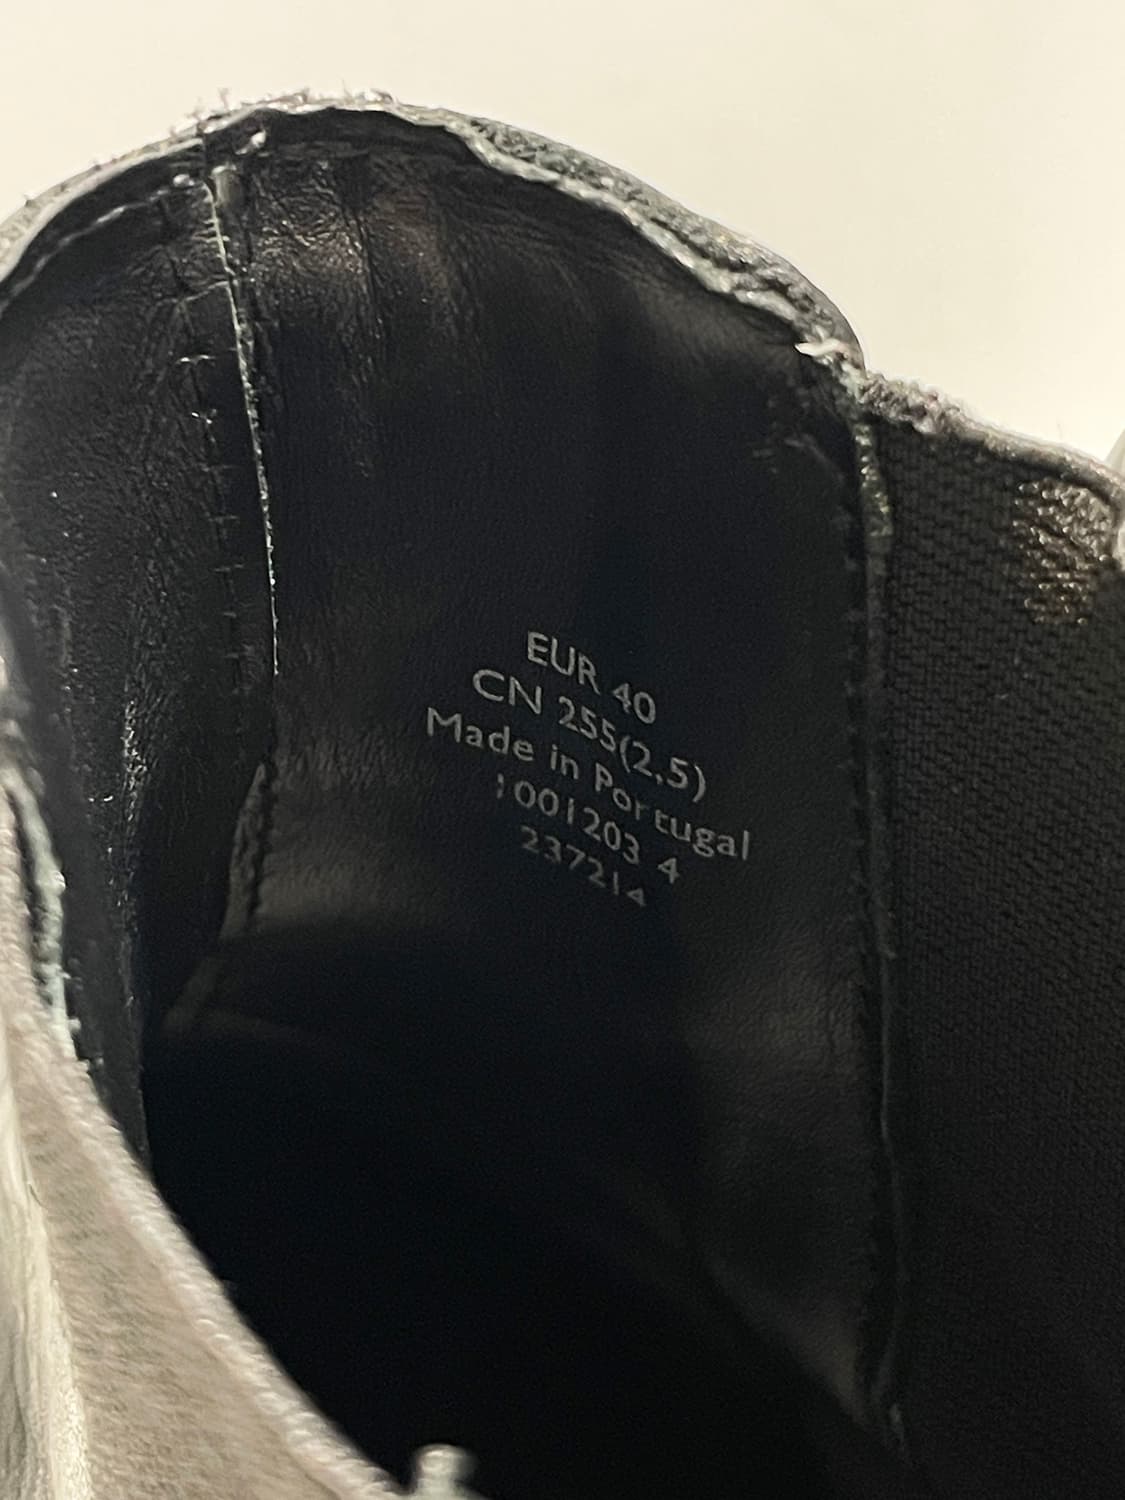 EUR 40
CN 255(2.5)
Made in Portugal
1001203 4
237214